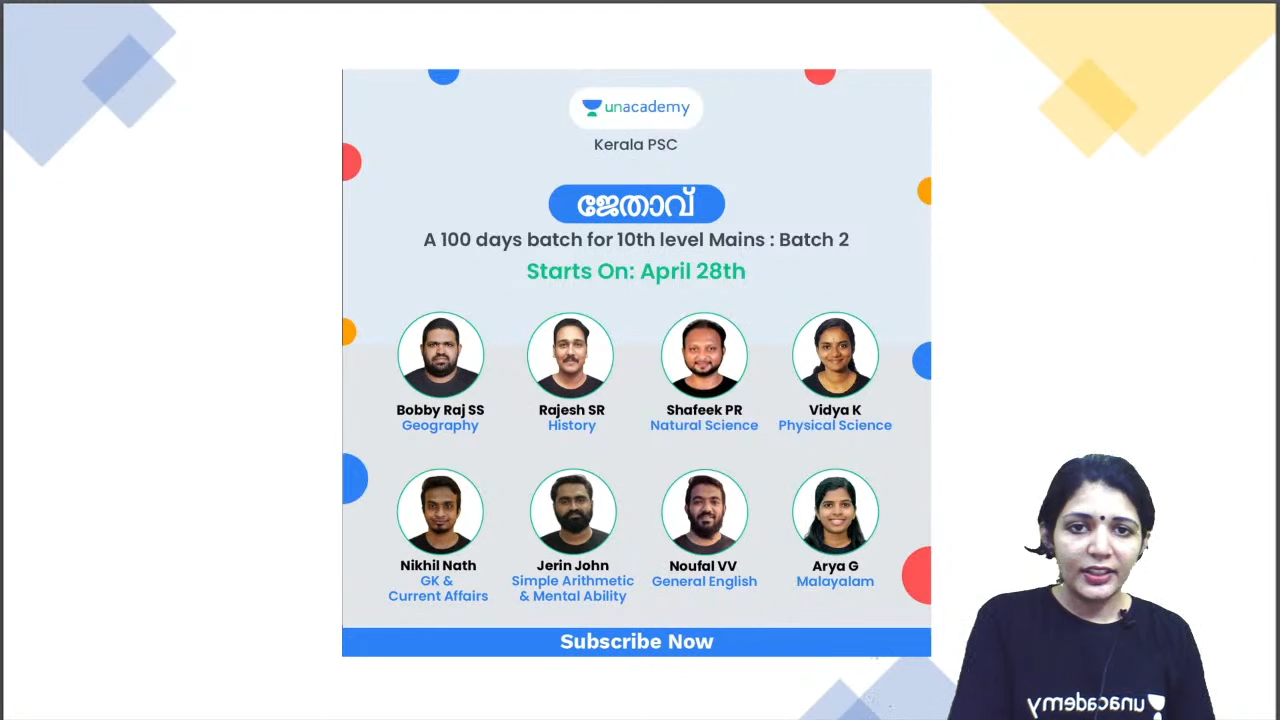 unacademy
Kerala PSC
ജേതാവ്
A 100 days batch for 10th level Mains : Batch 2
Starts On: April 28th
Bobby Raj SS
Geography
Rajesh SR
History
Shafeek PR
Natural Science
Vidya K
Physical Science
Nikhil Nath
GK &
Current Affairs
Jerin John
Simple Arithmetic
& Mental Ability
Noufal VV
General English
Arya G
Malayalam
Subscribe Now
unacademy